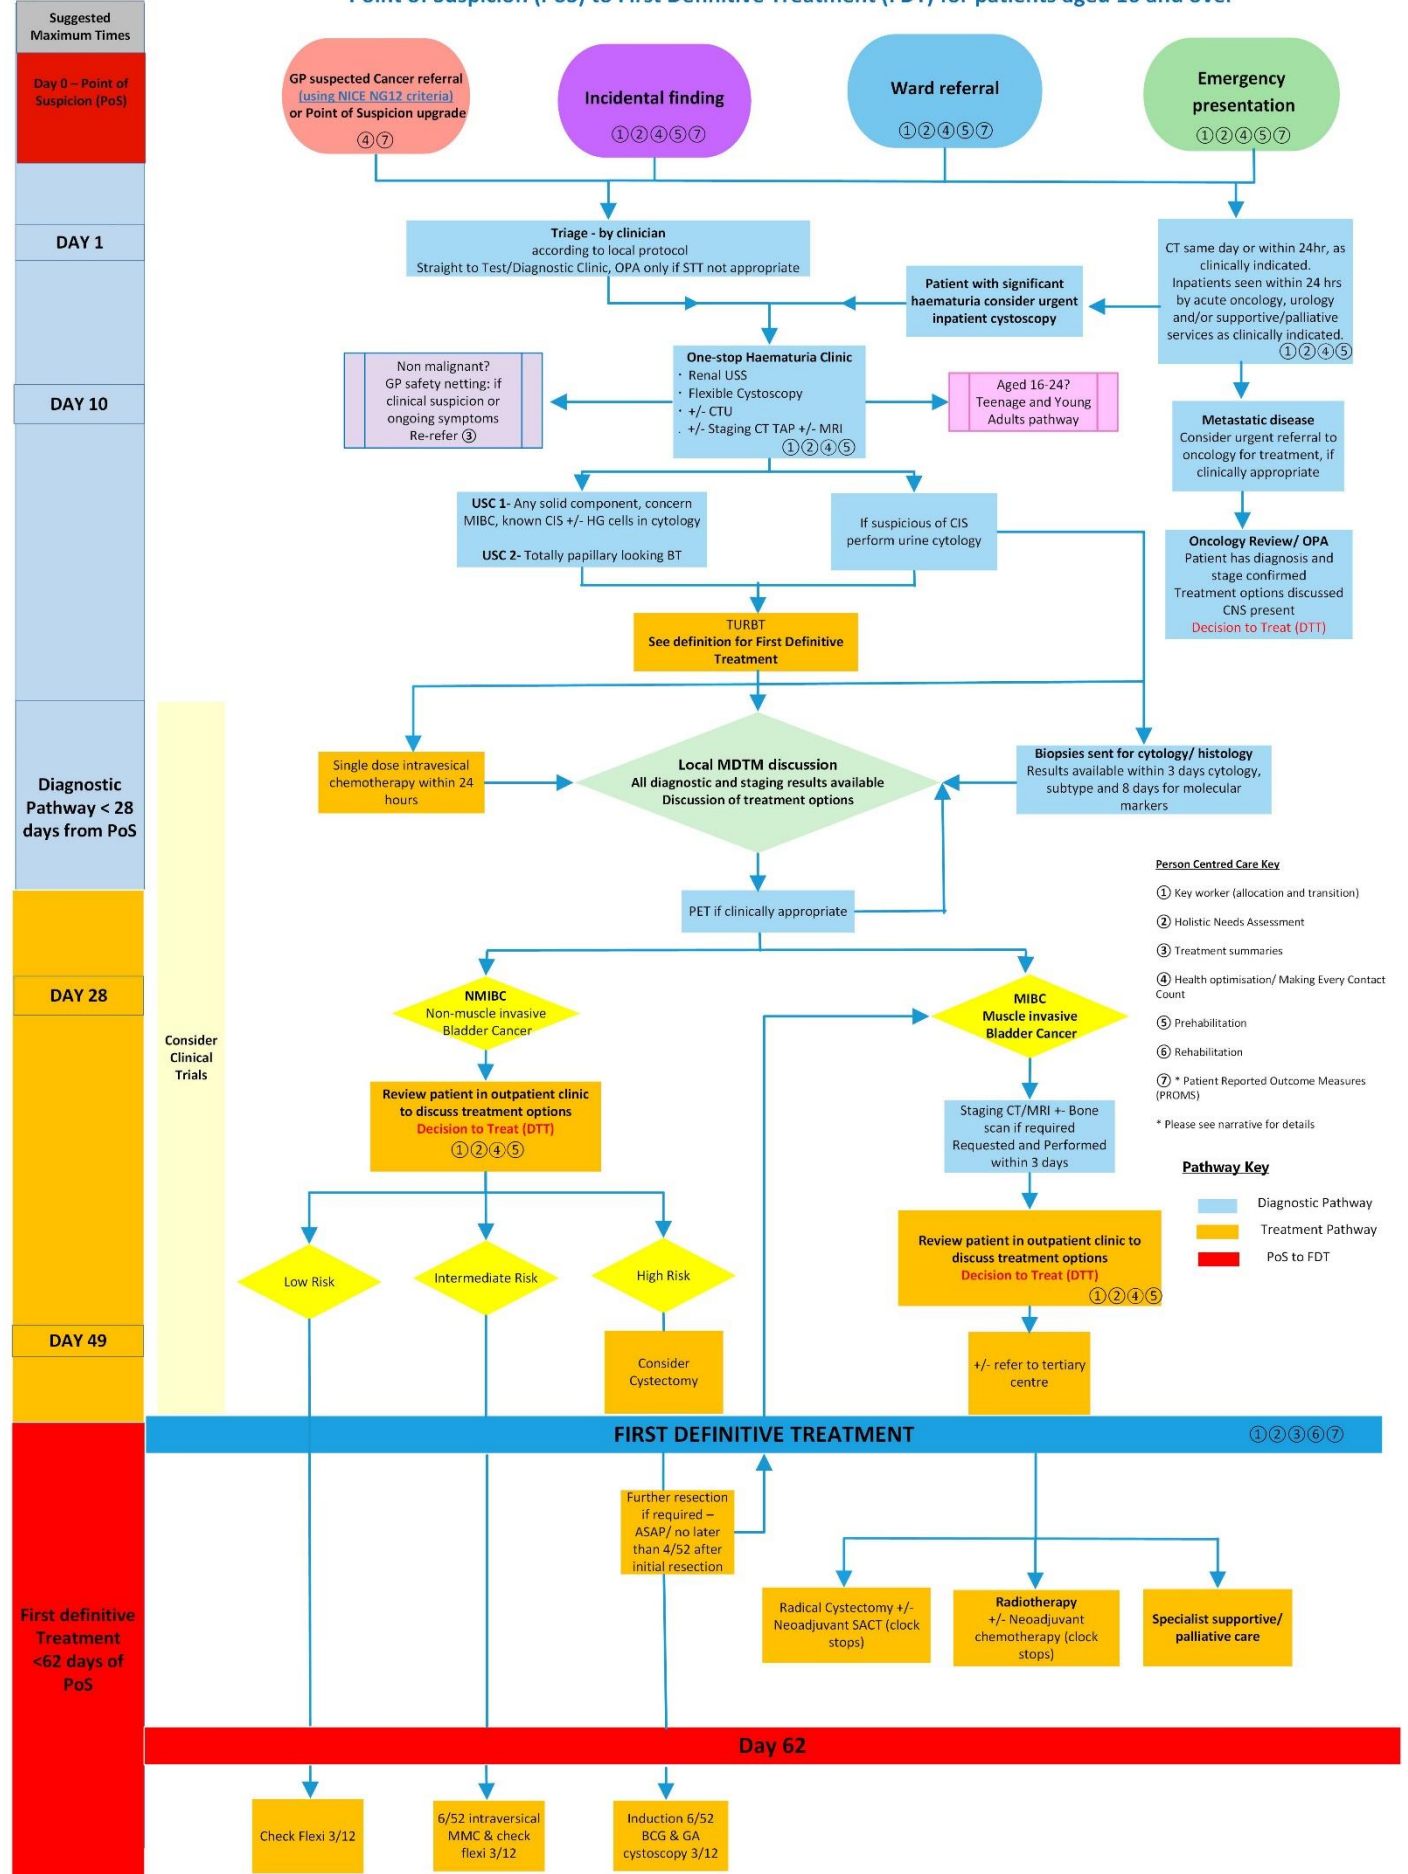 Point of Suspicion (PoS) to First Definitive Treatment (FDT) for patients aged 16 and over
Suggested
Maximum Times
Day 0 – Point of
Suspicion (PoS)
GP suspected Cancer referral
(using NICE NG12 criteria)
or Point of Suspicion upgrade
④⑦
Incidental finding
①②④⑤⑦
Ward referral
①②④⑤⑦
Emergency
presentation
①②④⑤⑦
DAY 1
Triage - by clinician
according to local protocol
Straight to Test/Diagnostic Clinic, OPA only if STT not appropriate
Patient with significant
haematuria consider urgent
inpatient cystoscopy
CT same day or within 24hr, as
clinically indicated.
Inpatients seen within 24 hrs
by acute oncology, urology
and/or supportive/palliative
services as clinically indicated.
①②④⑤
DAY 10
Non malignant?
GP safety netting: if
clinical suspicion or
ongoing symptoms
Re-refer ③
One-stop Haematuria Clinic
· Renal USS
· Flexible Cystoscopy
· +/- CTU
. +/- Staging CT TAP +/- MRI
①②④⑤
Aged 16-24?
Teenage and Young
Adults pathway
Metastatic disease
Consider urgent referral to
oncology for treatment, if
clinically appropriate
USC 1- Any solid component, concern
MIBC, known CIS +/- HG cells in cytology
USC 2- Totally papillary looking BT
If suspicious of CIS
perform urine cytology
Oncology Review/ OPA
Patient has diagnosis and
stage confirmed
Treatment options discussed
CNS present
Decision to Treat (DTT)
TURBT
See definition for First Definitive
Treatment
Diagnostic
Pathway < 28
days from PoS
Single dose intravesical
chemotherapy within 24
hours
Local MDTM discussion
All diagnostic and staging results available
Discussion of treatment options
Biopsies sent for cytology/ histology
Results available within 3 days cytology,
subtype and 8 days for molecular
markers
PET if clinically appropriate
Person Centred Care Key
① Key worker (allocation and transition)
② Holistic Needs Assessment
③ Treatment summaries
④ Health optimisation/ Making Every Contact
Count
⑤ Prehabilitation
⑥ Rehabilitation
⑦ * Patient Reported Outcome Measures
(PROMS)
* Please see narrative for details
Pathway Key
Diagnostic Pathway
Treatment Pathway
PoS to FDT
DAY 28
Consider
Clinical
Trials
NMIBC
Non-muscle invasive
Bladder Cancer
MIBC
Muscle invasive
Bladder Cancer
Review patient in outpatient clinic
to discuss treatment options
Decision to Treat (DTT)
①②④⑤
Staging CT/MRI +- Bone
scan if required
Requested and Performed
within 3 days
Review patient in outpatient clinic to
discuss treatment options
Decision to Treat (DTT)
①②④⑤
Low Risk
Intermediate Risk
High Risk
DAY 49
Consider
Cystectomy
+/- refer to tertiary
centre
FIRST DEFINITIVE TREATMENT
①②③⑥⑦
First definitive
Treatment
<62 days of
PoS
Further resection
if required –
ASAP/ no later
than 4/52 after
initial resection
Radical Cystectomy +/-
Neoadjuvant SACT (clock
stops)
Radiotherapy
+/- Neoadjuvant
chemotherapy (clock
stops)
Specialist supportive/
palliative care
Day 62
Check Flexi 3/12
6/52 intraversical
MMC & check
flexi 3/12
Induction 6/52
BCG & GA
cystoscopy 3/12